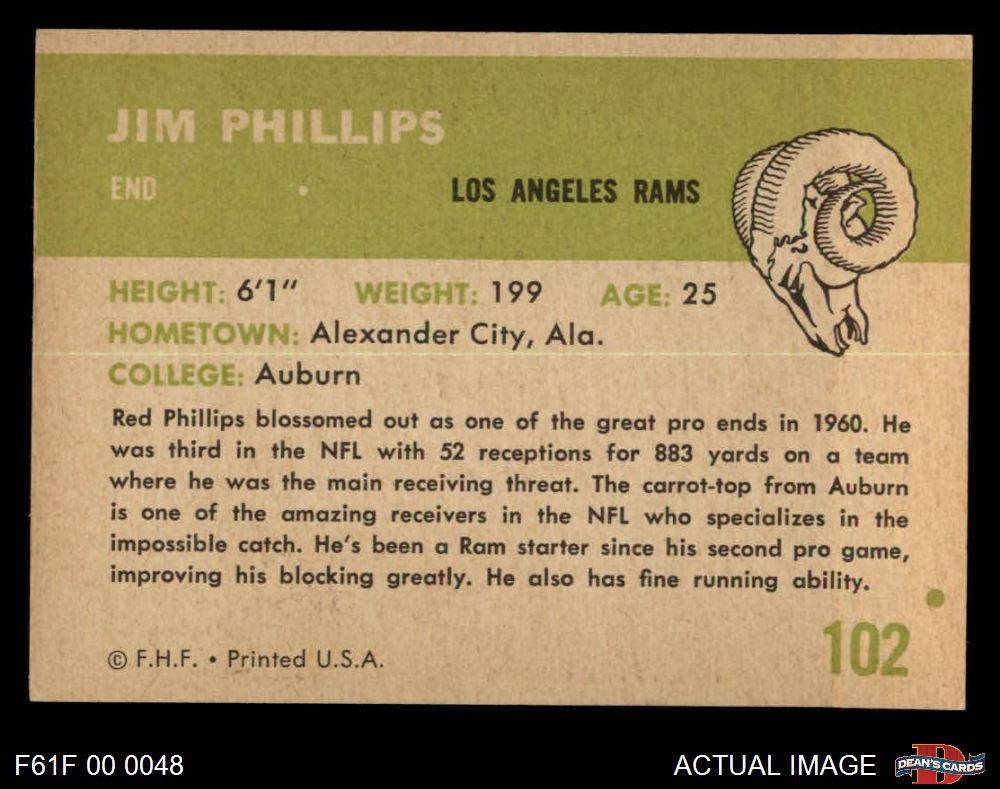 JIM PHILLIPS
END LOS ANGELES RAMS
HEIGHT: 6'1" WEIGHT: 199 AGE: 25
HOMETOWN: Alexander City, Ala.
COLLEGE: Auburn
Red Phillips blossomed out as one of the great pro ends in 1960. He
was third in the NFL with 52 receptions for 883 yards on a team
where he was the main receiving threat. The carrot-top from Auburn
is one of the amazing receivers in the NFL who specializes in the
impossible catch. He's been a Ram starter since his second pro game,
improving his blocking greatly. He also has fine running ability.
102
© F.H.F. • Printed U.S.A.
F61F 00 0048 ACTUAL IMAGE D DEAN'S CARDS